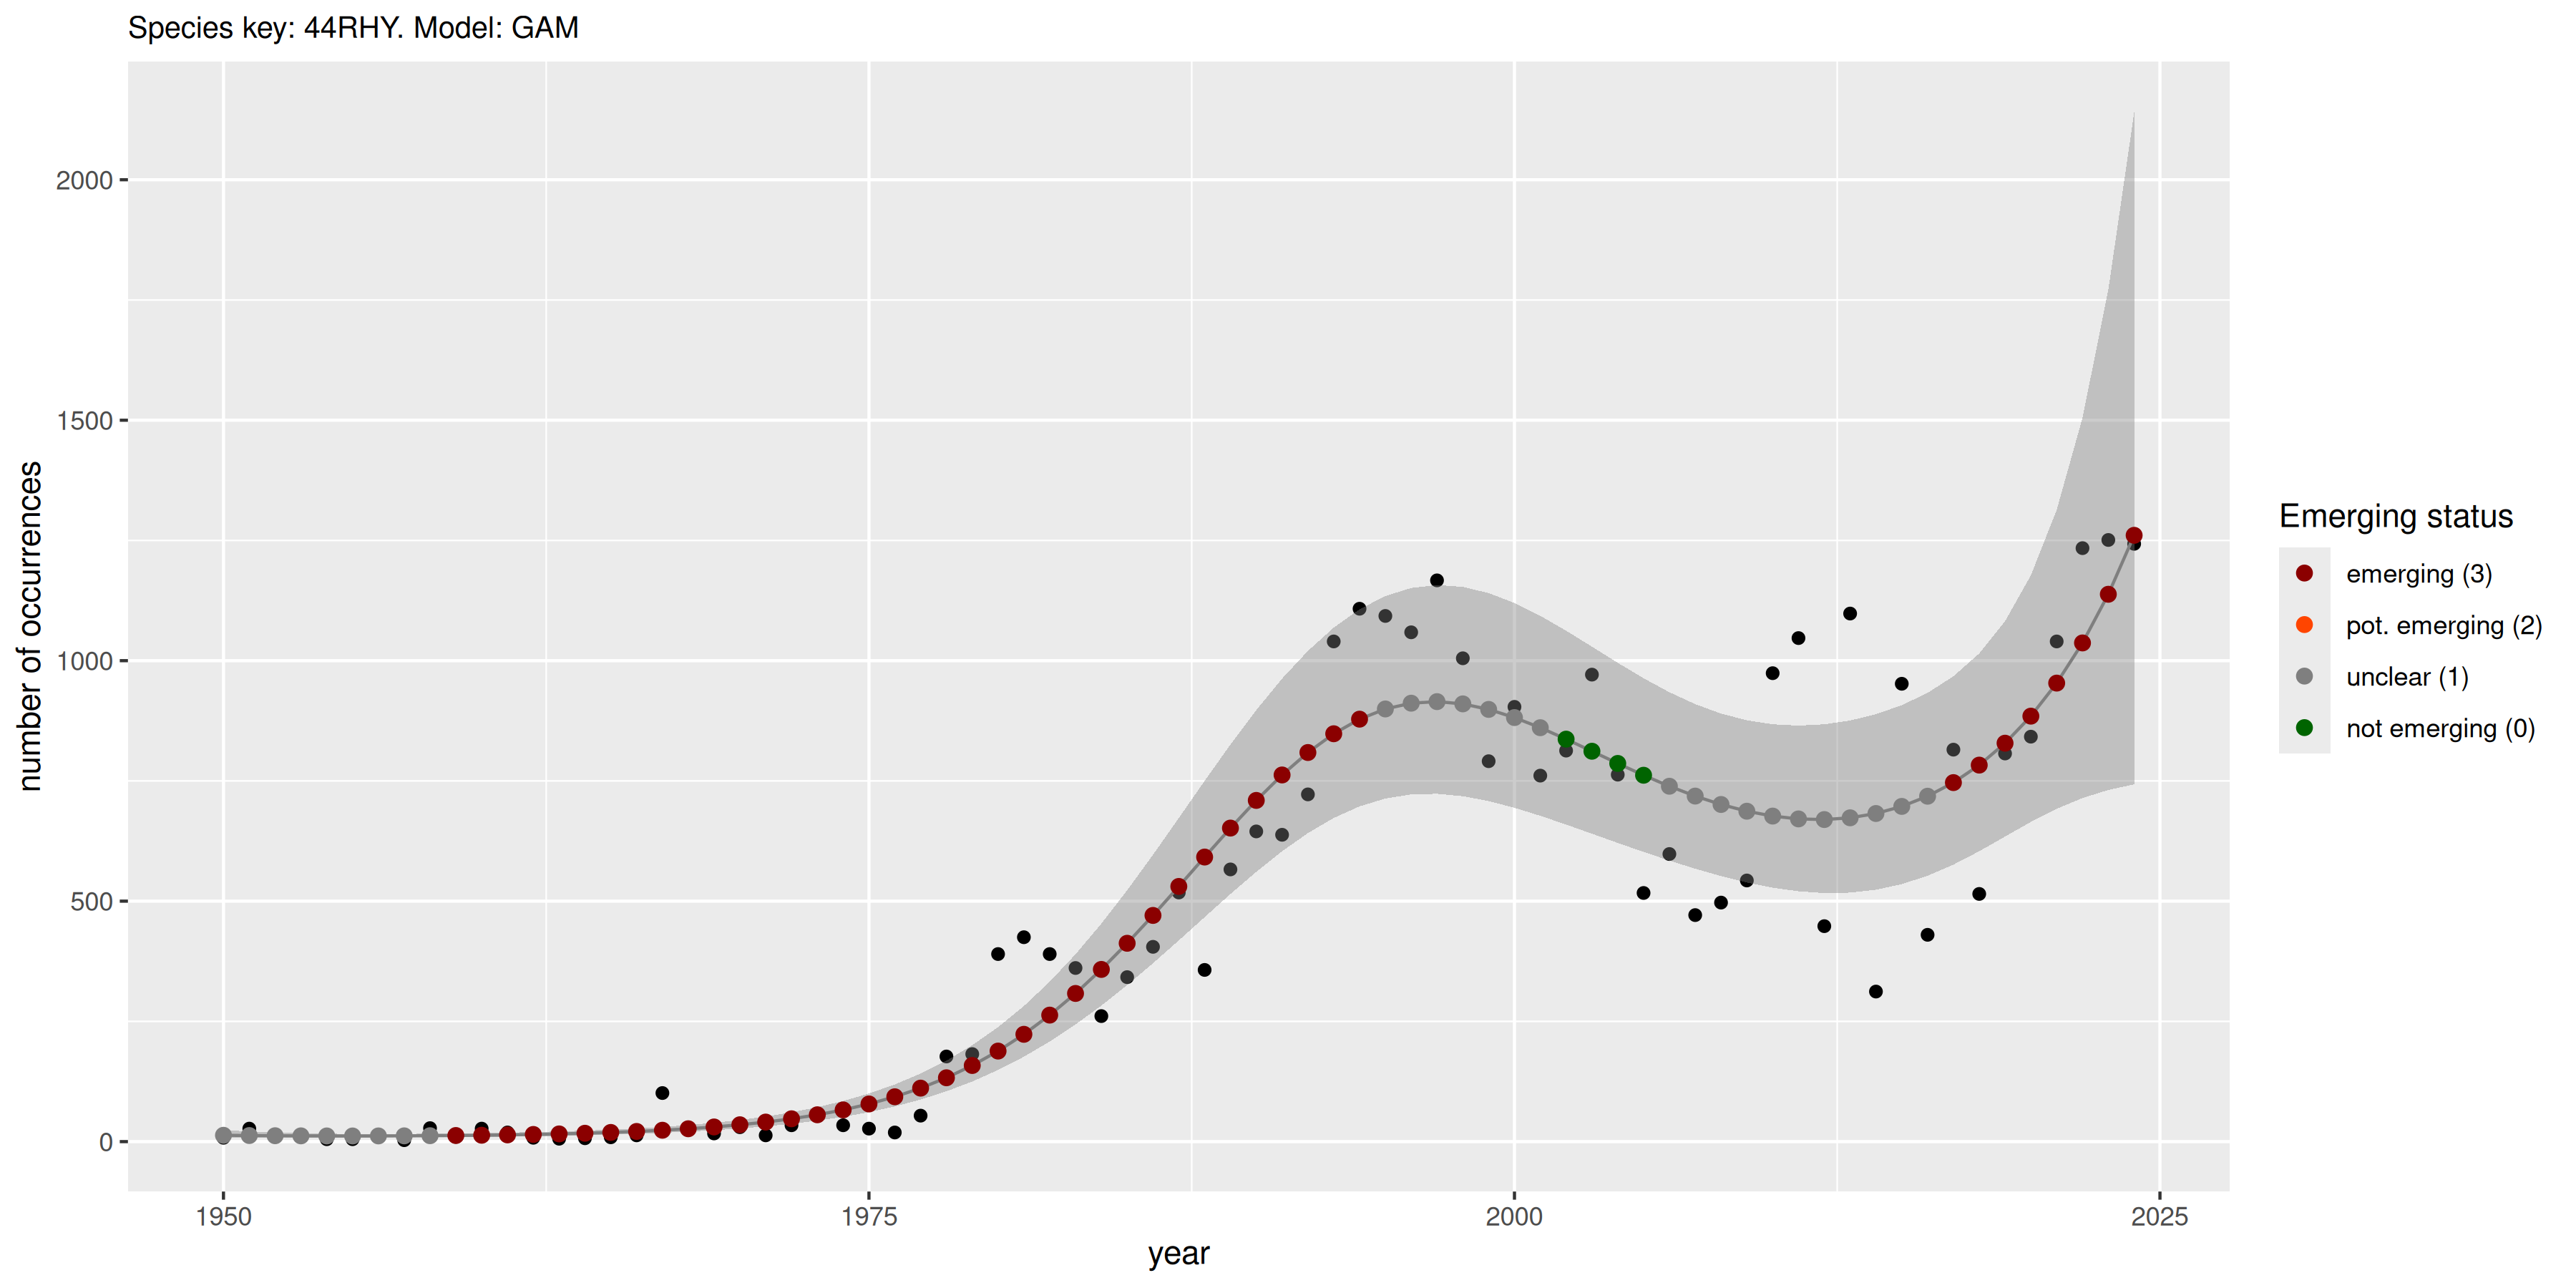 Species key: 44RHY. Model: GAM
2000
1500
1000
500
0
number of occurrences
1950
1975
2000
2025
year
Emerging status
emerging (3)
pot. emerging (2)
unclear (1)
not emerging (0)